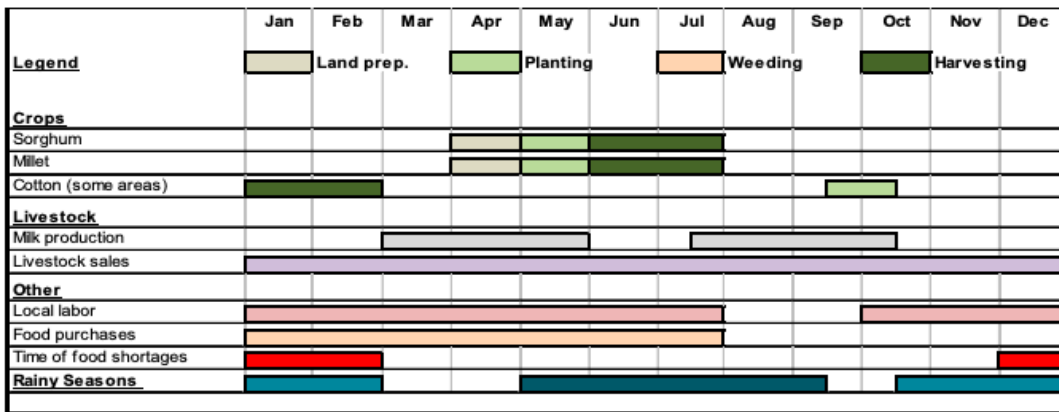 Jan Feb Mar Apr May Jun Jul Aug Sep Oct Nov Dec
Legend Land prep. Planting Weeding Harvesting
Crops
Sorghum
Millet
Cotton (some areas)
Livestock
Milk production
Livestock sales
Other
Local labor
Food purchases
Time of food shortages
Rainy Seasons